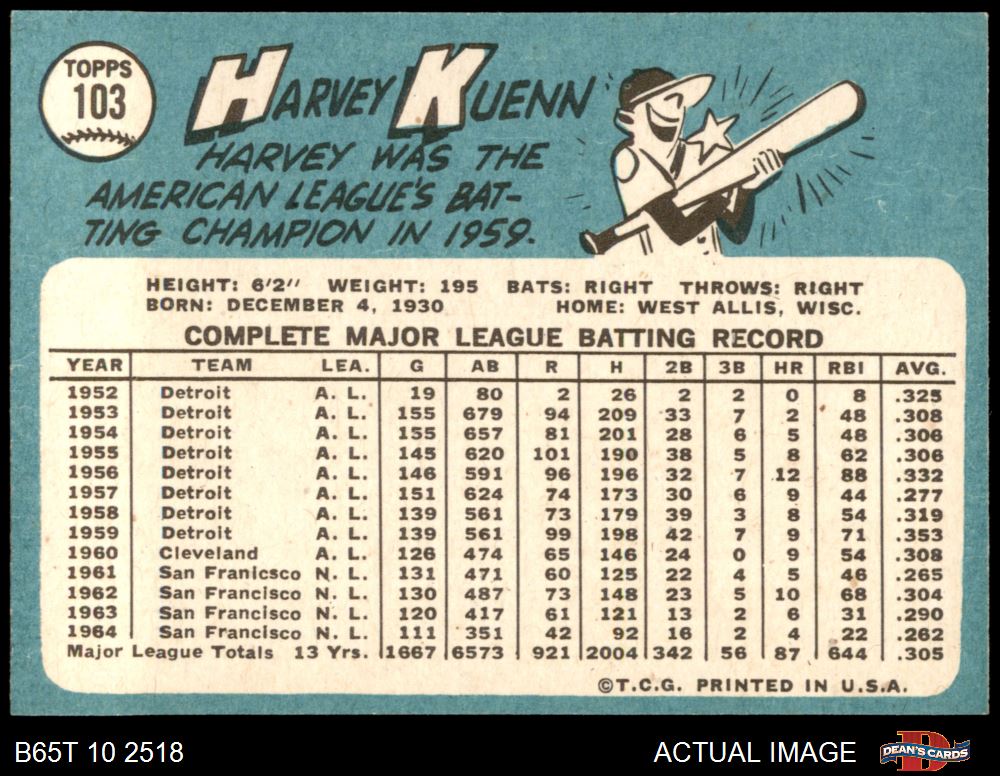 TOPPS
103
HARVEY KUENN
HARVEY WAS THE
AMERICAN LEAGUE'S BAT-
TING CHAMPION IN 1959.
HEIGHT: 6'2" WEIGHT: 195 BATS: RIGHT THROWS: RIGHT
BORN: DECEMBER 4, 1930 HOME: WEST ALLIS, WISC.
COMPLETE MAJOR LEAGUE BATTING RECORD
YEAR TEAM LEA. G AB R H 2B 3B HR RBI AVG.
1952 Detroit A. L. 19 80 2 26 2 2 0 8 .325
1953 Detroit A. L. 155 679 94 209 33 7 2 48 .308
1954 Detroit A. L. 155 657 81 201 28 6 5 48 .306
1955 Detroit A. L. 145 620 101 190 38 5 8 62 .306
1956 Detroit A. L. 146 591 96 196 32 7 12 88 .332
1957 Detroit A. L. 151 624 74 173 30 6 9 44 .277
1958 Detroit A. L. 139 561 73 179 39 3 8 54 .319
1959 Detroit A. L. 139 561 99 198 42 7 9 71 .353
1960 Cleveland A. L. 126 474 65 146 24 0 9 54 .308
1961 San Franicsco N. L. 131 471 60 125 22 4 5 46 .265
1962 San Francisco N. L. 130 487 73 148 23 5 10 68 .304
1963 San Francisco N. L. 120 417 61 121 13 2 6 31 .290
1964 San Francisco N. L. 111 351 42 92 16 2 4 22 .262
Major League Totals 13 Yrs. 1667 6573 921 2004 342 56 87 644 .305
©T.C.G. PRINTED IN U.S.A.
B65T 10 2518 ACTUAL IMAGE DEAN'S CARDS